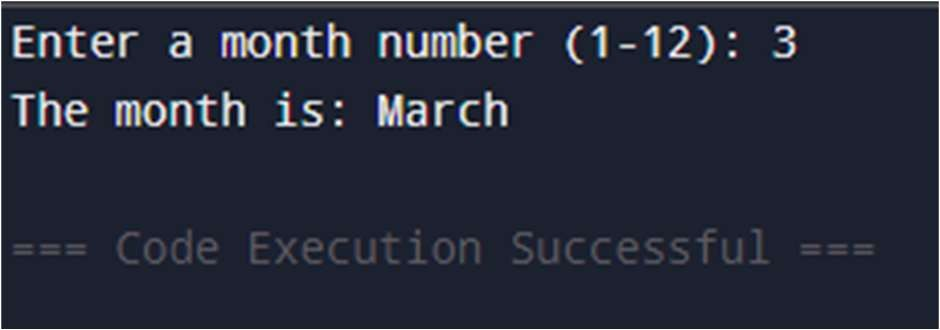 Enter a month number (1-12): 3
The month is: March
=== Code Execution Successful ===